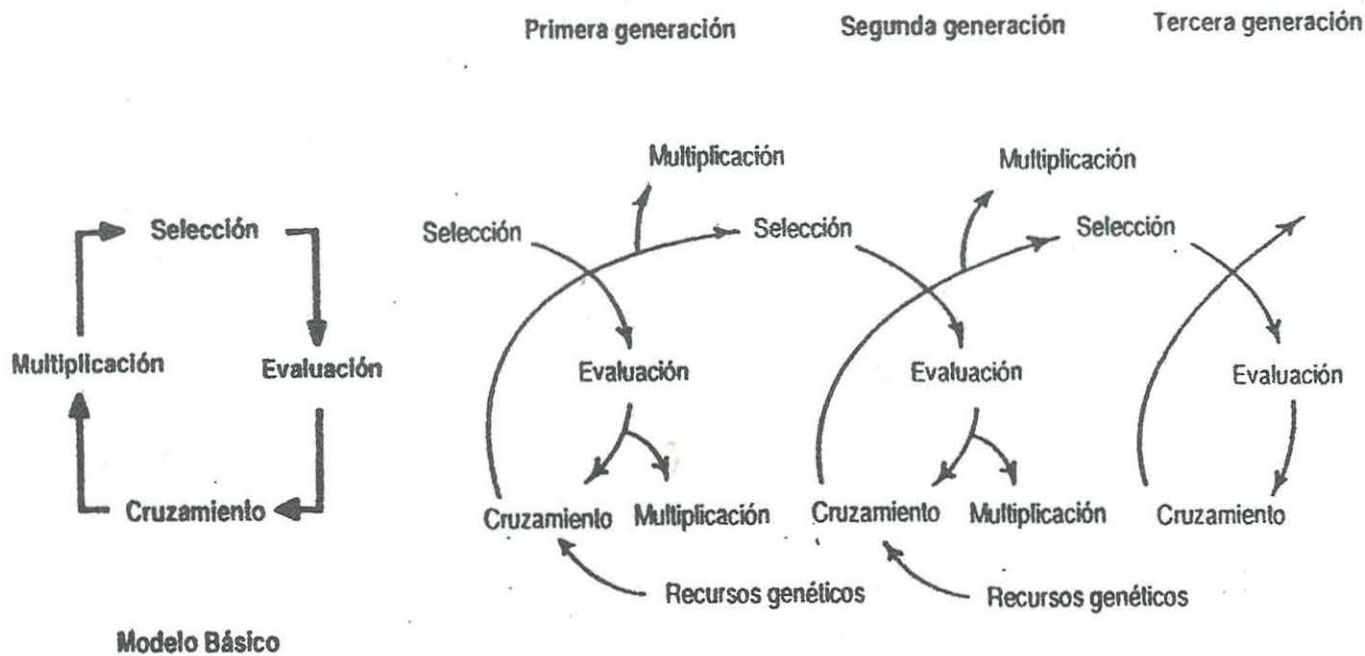 Primera generación
Segunda generación
Tercera generación
Multiplicación
Multiplicación
Selección
Selección
Selección
Selección
Multiplicación
Evaluación
Evaluación
Evaluación
Evaluación
Cruzamiento
Cruzamiento
Multiplicación
Cruzamiento
Multiplicación
Cruzamiento
Recursos genéticos
Recursos genéticos
Modelo Básico